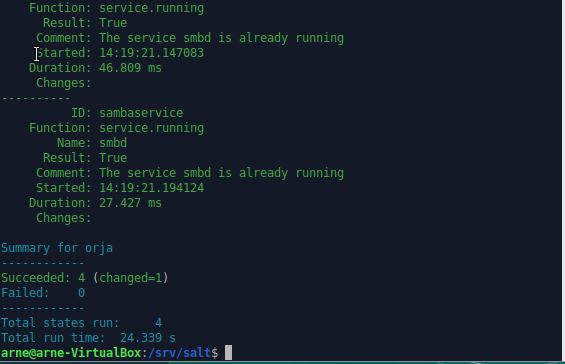 Function: service.running
Result: True
Comment: The service smbd is already running
Started: 14:19:21.147083
Duration: 46.809 ms
Changes:
----------
ID: sambaservice
Function: service.running
Name: smbd
Result: True
Comment: The service smbd is already running
Started: 14:19:21.194124
Duration: 27.427 ms
Changes:
Summary for orja
------------
Succeeded: 4 (changed=1)
Failed:    0
------------
Total states run:     4
Total run time:  24.339 s
arne@arne-VirtualBox:/srv/salt$